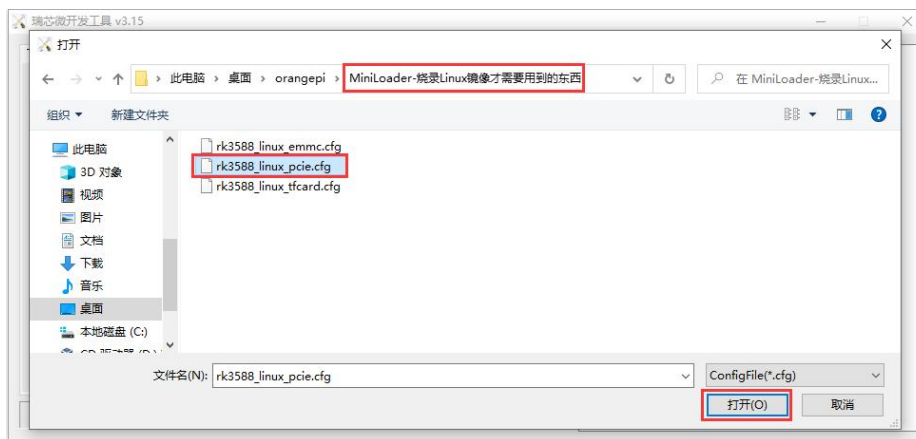 瑞芯微开发工具 v3.15
打开
此电脑 › 桌面 › orangepi › MiniLoader-烧录Linux镜像才需要用到的东西
在 MiniLoader-烧录Linux...
组织 新建文件夹
此电脑
3D 对象
视频
图片
文档
下载
音乐
桌面
本地磁盘 (C:)
rk3588_linux_emmc.cfg
rk3588_linux_pcie.cfg
rk3588_linux_tfcard.cfg
文件名(N): rk3588_linux_pcie.cfg ConfigFile(*.cfg)
打开(O) 取消